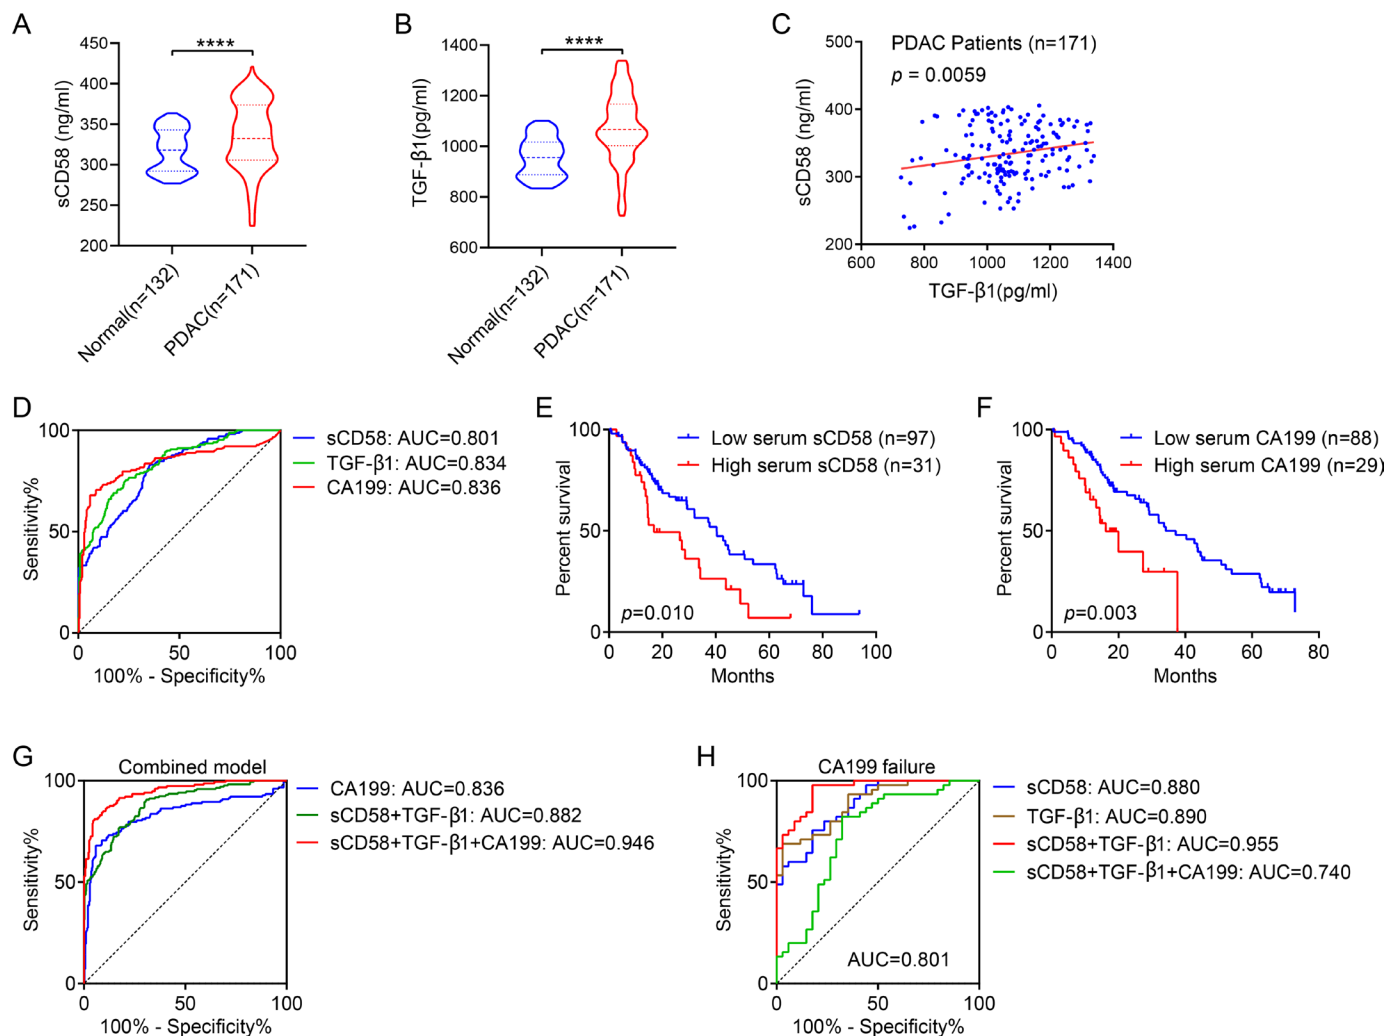 A
450
400
350
300
250
200
sCD58 (ng/ml)
****
Normal(n=132)
PDAC(n=171)
B
1400
1200
1000
800
600
TGF-β1(pg/ml)
****
Normal(n=132)
PDAC(n=171)
C
PDAC Patients (n=171)
p = 0.0059
500
400
300
200
sCD58 (ng/ml)
600 800 1000 1200 1400
TGF-β1(pg/ml)
D
100
50
0
Sensitivity%
0 50 100
100% - Specificity%
sCD58: AUC=0.801
TGF-β1: AUC=0.834
CA199: AUC=0.836
E
100
50
0
Percent survival
Low serum sCD58 (n=97)
High serum sCD58 (n=31)
p=0.010
0 20 40 60 80 100
Months
F
100
50
0
Percent survival
Low serum CA199 (n=88)
High serum CA199 (n=29)
p=0.003
0 20 40 60 80
Months
G
Combined model
100
50
0
Sensitivity%
0 50 100
100% - Specificity%
CA199: AUC=0.836
sCD58+TGF-β1: AUC=0.882
sCD58+TGF-β1+CA199: AUC=0.946
H
CA199 failure
100
50
0
Sensitivity%
AUC=0.801
0 50 100
100% - Specificity%
sCD58: AUC=0.880
TGF-β1: AUC=0.890
sCD58+TGF-β1: AUC=0.955
sCD58+TGF-β1+CA199: AUC=0.740